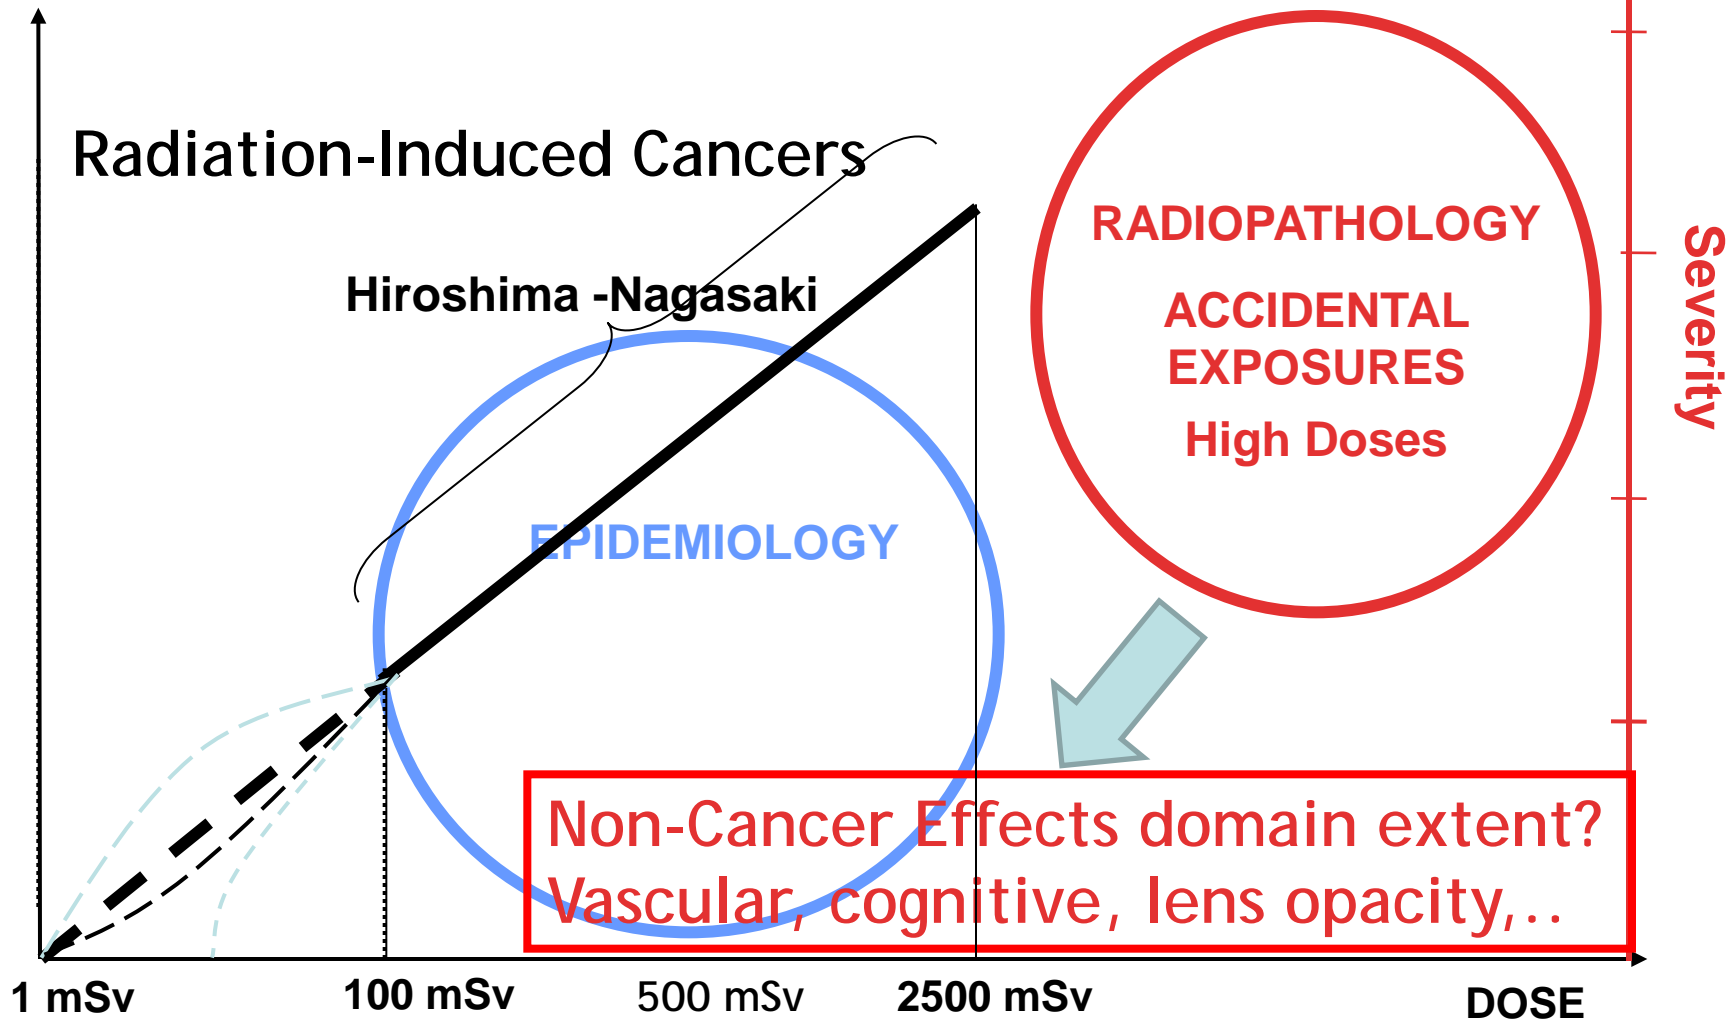 Radiation-Induced Cancers
Hiroshima -Nagasaki
EPIDEMIOLOGY
RADIOPATHOLOGY
ACCIDENTAL
EXPOSURES
High Doses
Severity
Non-Cancer Effects domain extent?
Vascular, cognitive, lens opacity,..
1 mSv
100 mSv
500 mSv
2500 mSv
DOSE